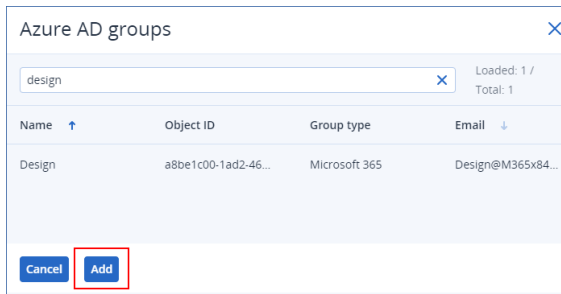 Azure AD groups
design
Loaded: 1 /
Total: 1
Name Object ID Group type Email
Design a8be1c00-1ad2-46... Microsoft 365 Design@M365x84...
Cancel Add